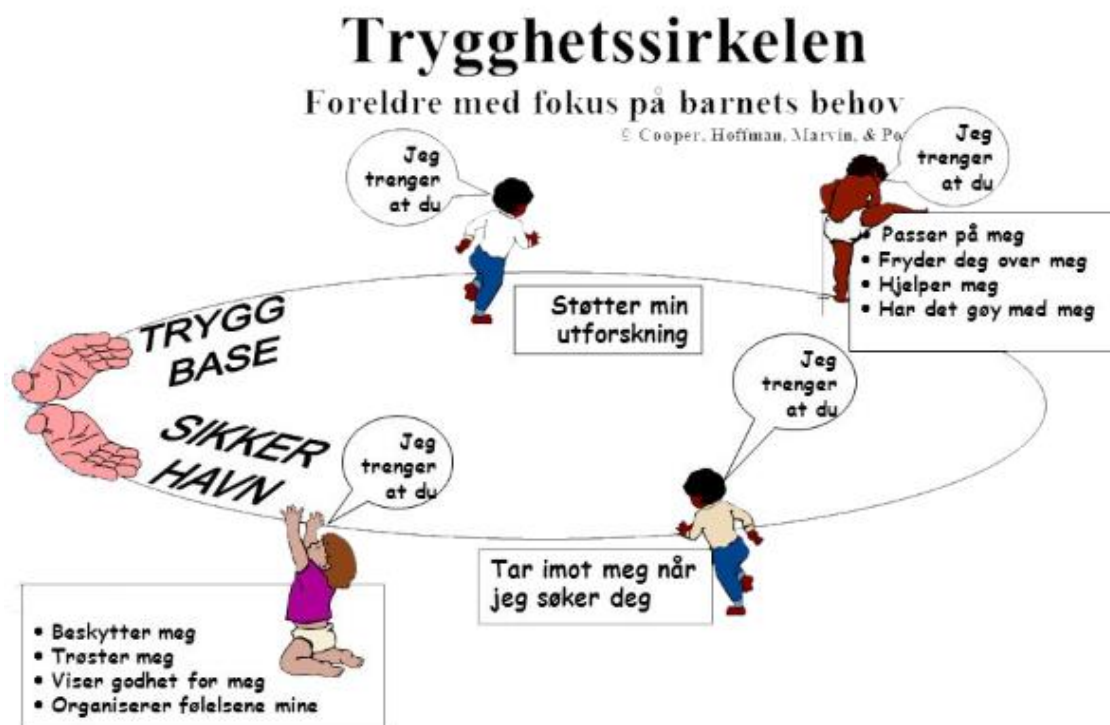 Trygghetssirkelen
Foreldre med fokus på barnets behov
© Cooper, Hoffman, Marvin, &
Jeg
trenger
at du
Jeg
trenger
at du
• Passer på meg
• Fryder deg over meg
• Hjelper meg
• Har det gøy med meg
Støtter min
utforskning
TRYGG
BASE
Jeg
trenger
at du
SIKKER
HAVN
Jeg
trenger
at du
Tar imot meg når
jeg søker deg
• Beskytter meg
• Trøster meg
• Viser godhet for meg
• Organiserer følelsene mine